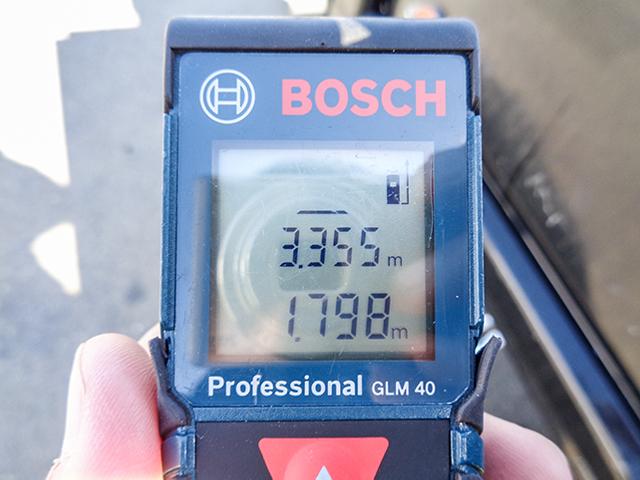 BOSCH
3.355 m
1.798 m
Professional GLM 40